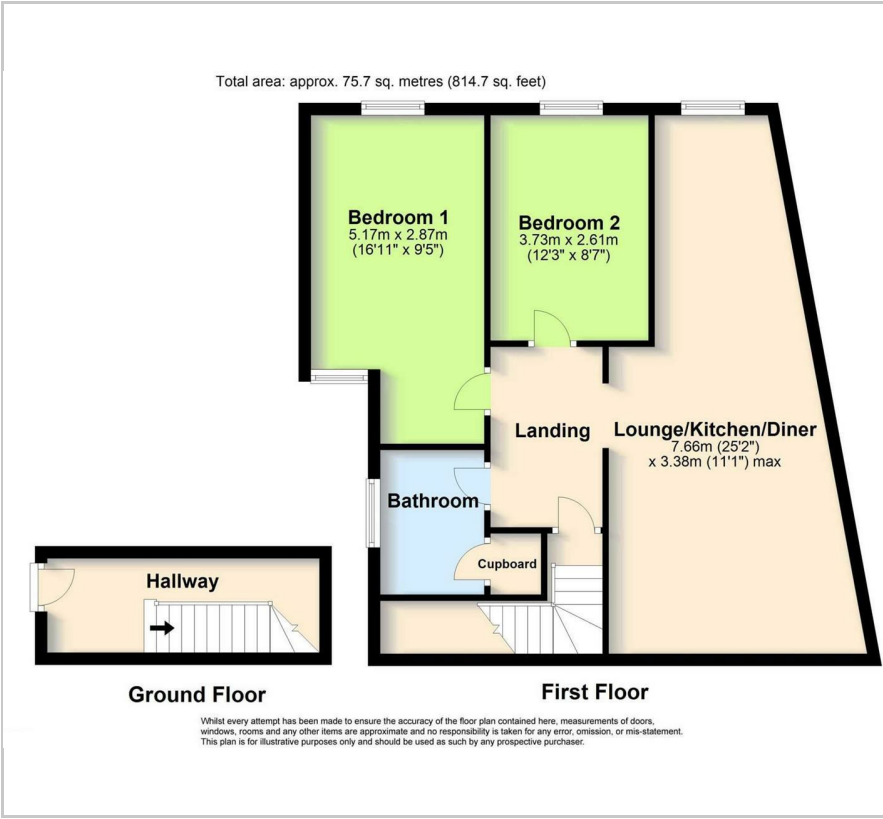 Total area: approx. 75.7 sq. metres (814.7 sq. feet)
Bedroom 1
5.17m x 2.87m
(16'11" x 9'5")
Bedroom 2
3.73m x 2.61m
(12'3" x 8'7")
Landing
Lounge/Kitchen/Diner
7.66m (25'2")
x 3.38m (11'1") max
Bathroom
Cupboard
Hallway
Ground Floor
First Floor
Whilst every attempt has been made to ensure the accuracy of the floor plan contained here, measurements of doors,
windows, rooms and any other items are approximate and no responsibility is taken for any error, omission, or mis-statement.
This plan is for illustrative purposes only and should be used as such by any prospective purchaser.